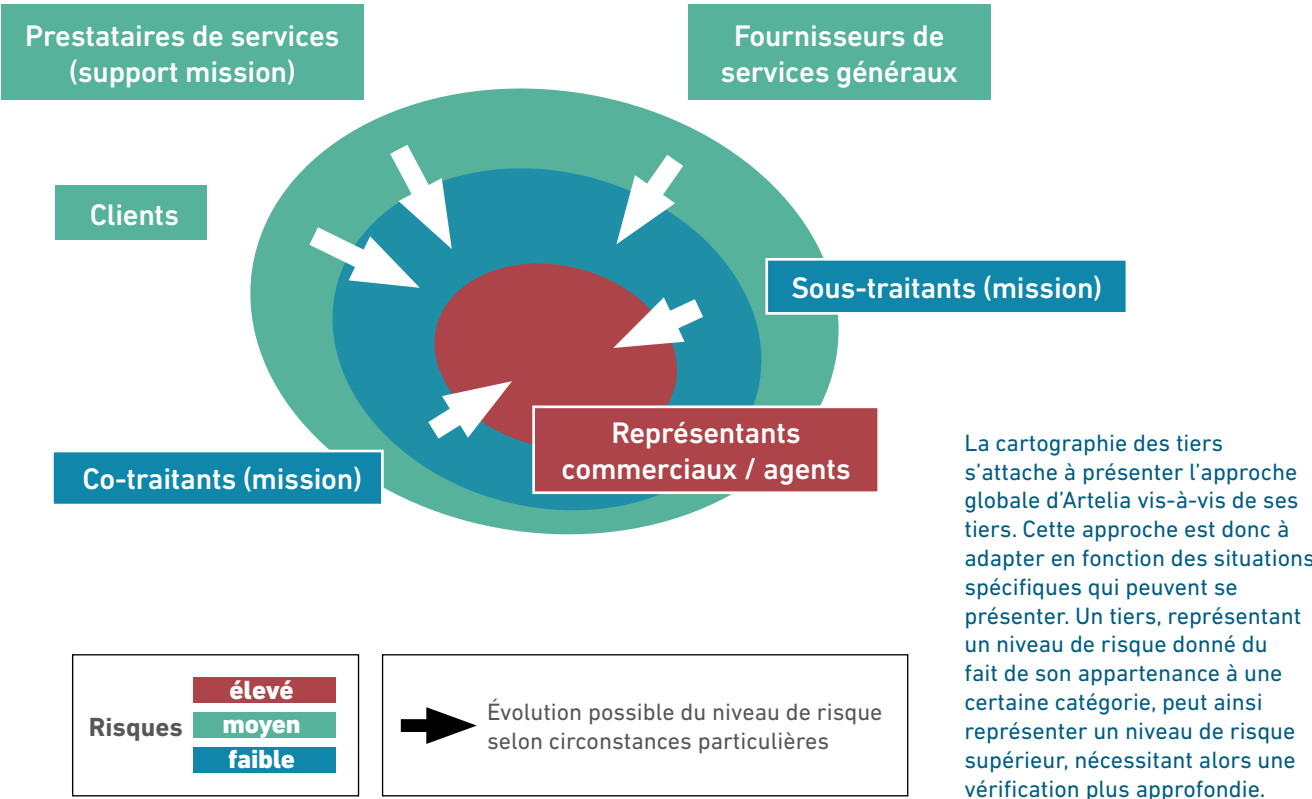 Prestataires de services
(support mission)
Fournisseurs de
services généraux
Clients
Sous-traitants (mission)
Représentants
commerciaux / agents
Co-traitants (mission)
La cartographie des tiers
s'attache à présenter l'approche
globale d'Artelia vis-à-vis de ses
tiers. Cette approche est donc à
adapter en fonction des situations
spécifiques qui peuvent se
présenter. Un tiers, représentant
un niveau de risque donné du
fait de son appartenance à une
certaine catégorie, peut ainsi
représenter un niveau de risque
supérieur, nécessitant alors une
vérification plus approfondie.
Risques
élevé
moyen
faible
Évolution possible du niveau de risque
selon circonstances particulières